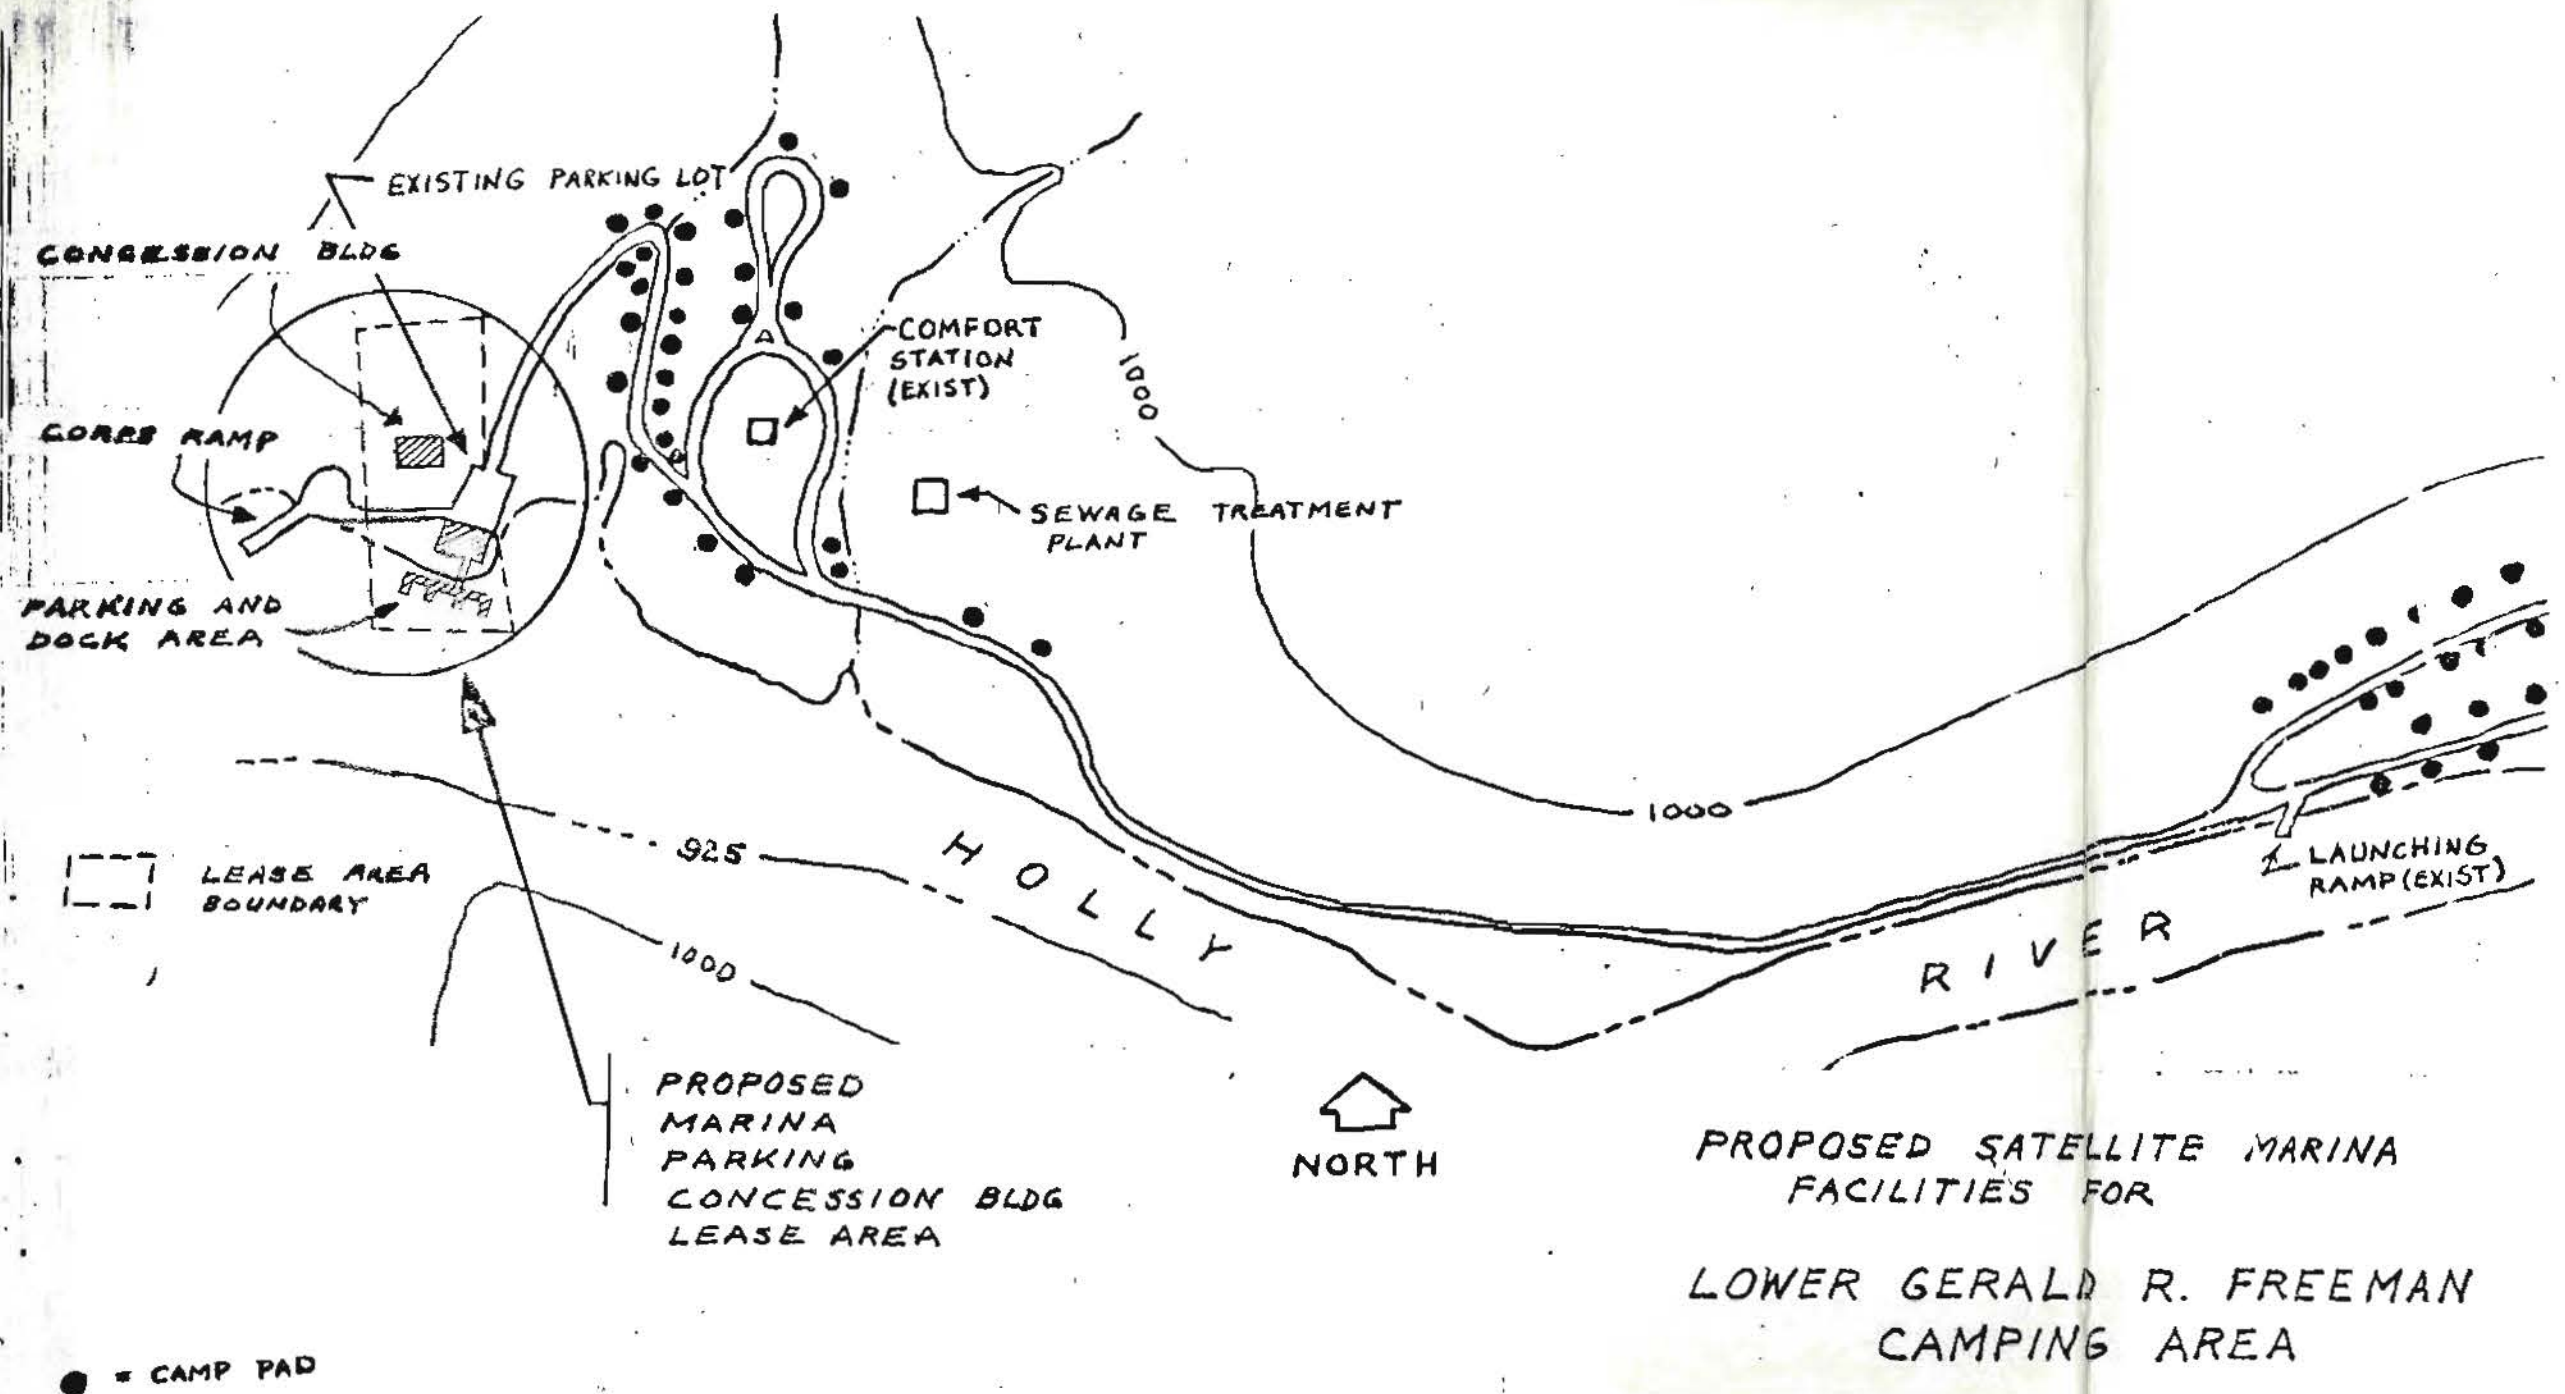 EXISTING PARKING LOT
CONCESSION BLDG
COMFORT
STATION
(EXIST)
1000
CORPS RAMP
SEWAGE TREATMENT
PLANT
PARKING AND
DOCK AREA
1000
925
HOLLY
LEASE AREA
BOUNDARY
LAUNCHING
RAMP (EXIST)
RIVER
1000
PROPOSED
MARINA
PARKING
CONCESSION BLDG
LEASE AREA
NORTH
PROPOSED SATELLITE MARINA
FACILITIES FOR
LOWER GERALD R. FREEMAN
CAMPING AREA
= CAMP PAD